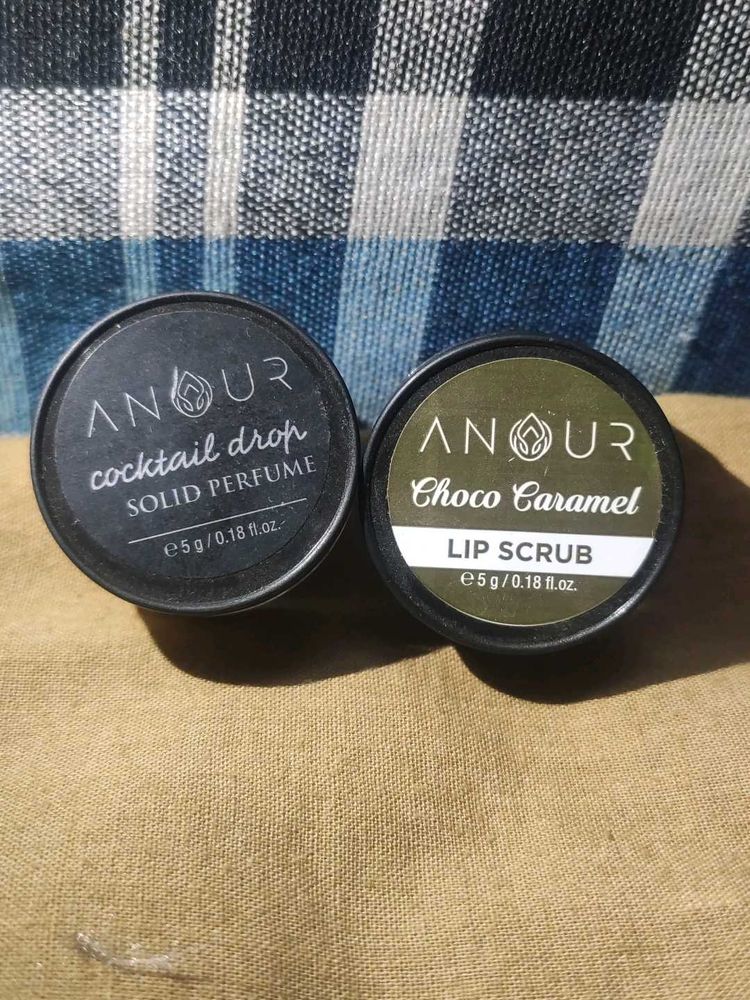 ANOUR
cocktail drop
SOLID PERFUME
℮ 5 g / 0.18 fl.oz.
ANOUR
Choco Caramel
LIP SCRUB
℮ 5 g / 0.18 fl.oz.